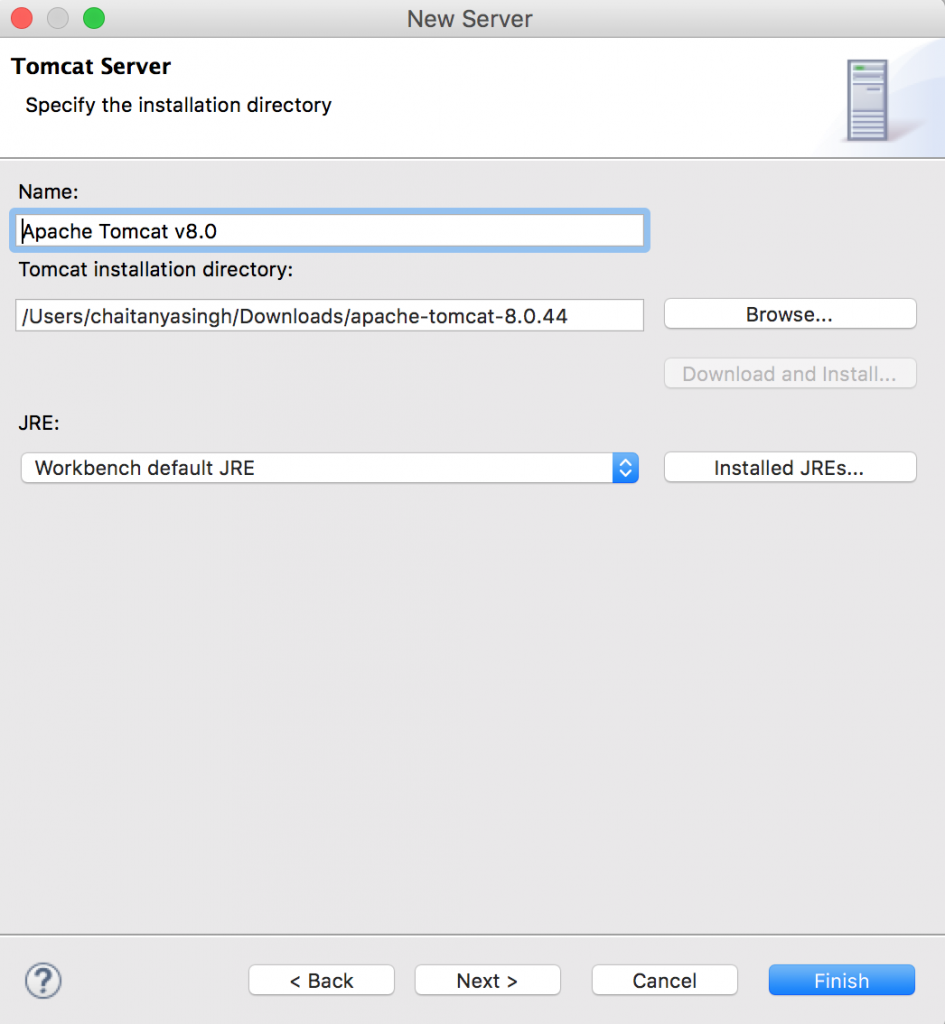 New Server
Tomcat Server
Specify the installation directory
Name:
Apache Tomcat v8.0
Tomcat installation directory:
/Users/chaitanyasingh/Downloads/apache-tomcat-8.0.44
Browse...
Download and Install...
JRE:
Workbench default JRE
Installed JREs...
?
< Back
Next >
Cancel
Finish